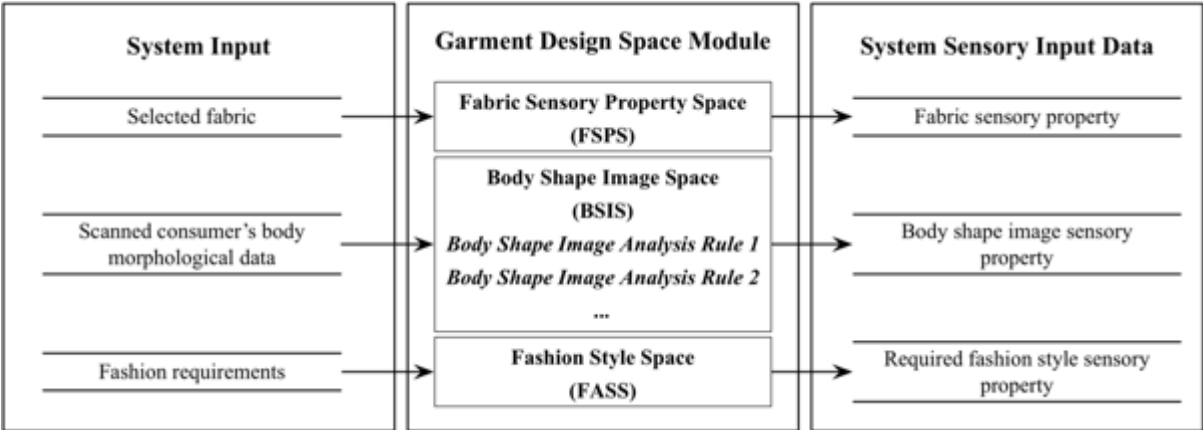 System Input
Selected fabric
Scanned consumer's body
morphological data
Fashion requirements
Garment Design Space Module
Fabric Sensory Property Space
(FSPS)
Body Shape Image Space
(BSIS)
Body Shape Image Analysis Rule 1
Body Shape Image Analysis Rule 2
...
Fashion Style Space
(FASS)
System Sensory Input Data
Fabric sensory property
Body shape image sensory
property
Required fashion style sensory
property